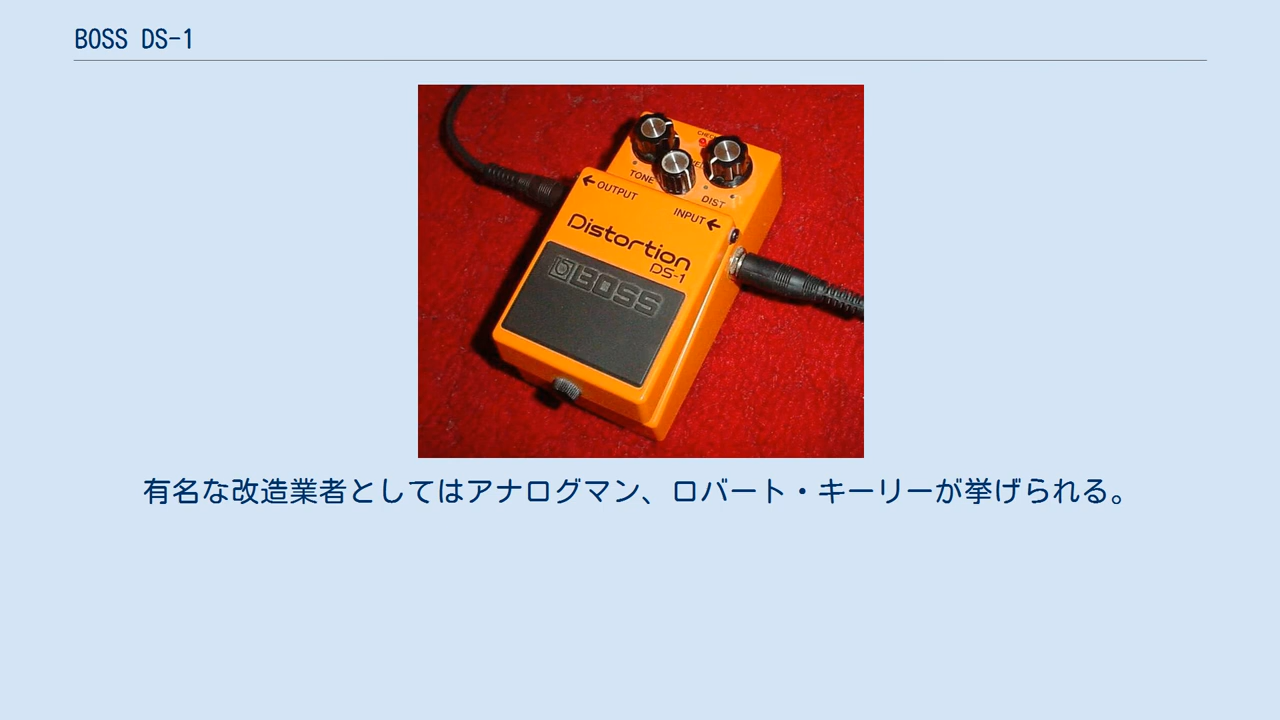 BOSS DS-1
CHECK
TONE
DIST
OUTPUT
INPUT
Distortion
DS-1
BOSS
有名な改造業者としてはアナログマン、ロバート・キーリーが挙げられる。